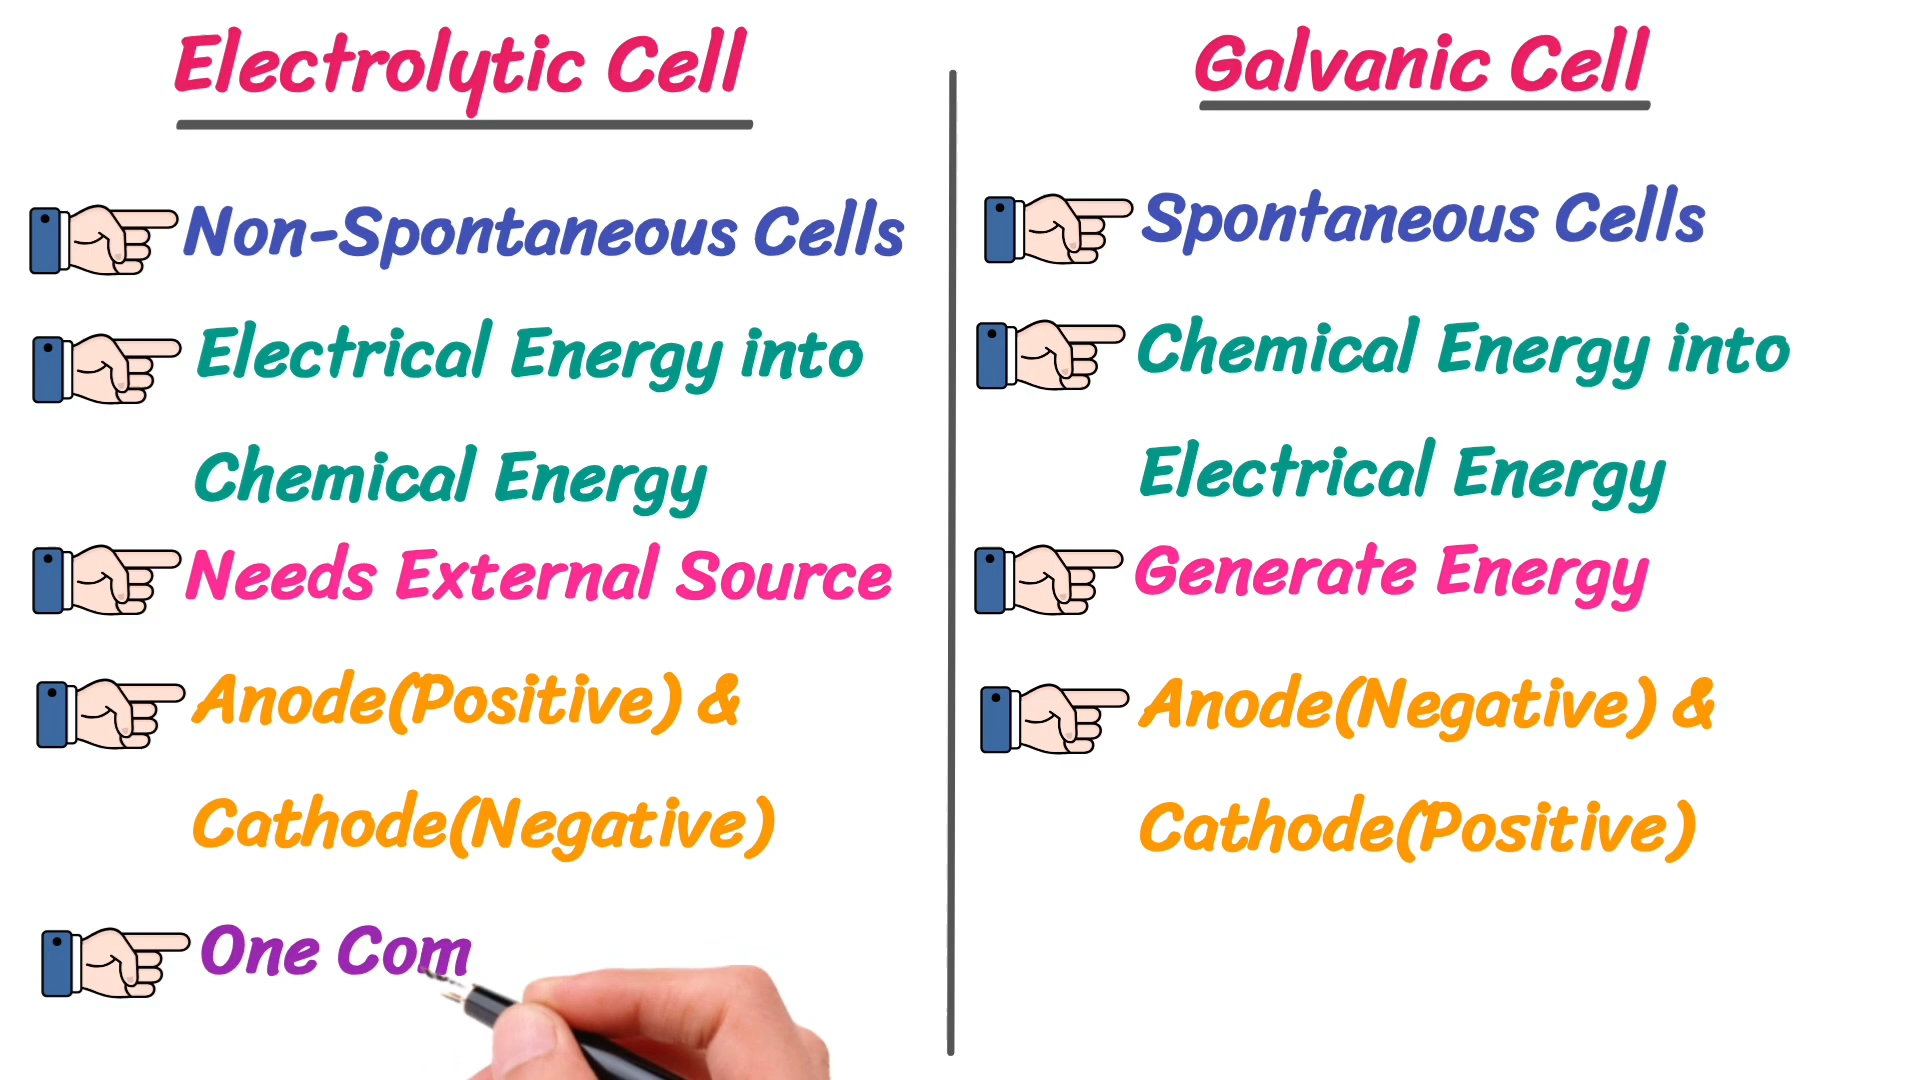 Electrolytic Cell
Non-Spontaneous Cells
Electrical Energy into
Chemical Energy
Needs External Source
Anode(Positive) &
Cathode(Negative)
One Com
Galvanic Cell
Spontaneous Cells
Chemical Energy into
Electrical Energy
Generate Energy
Anode(Negative) &
Cathode(Positive)